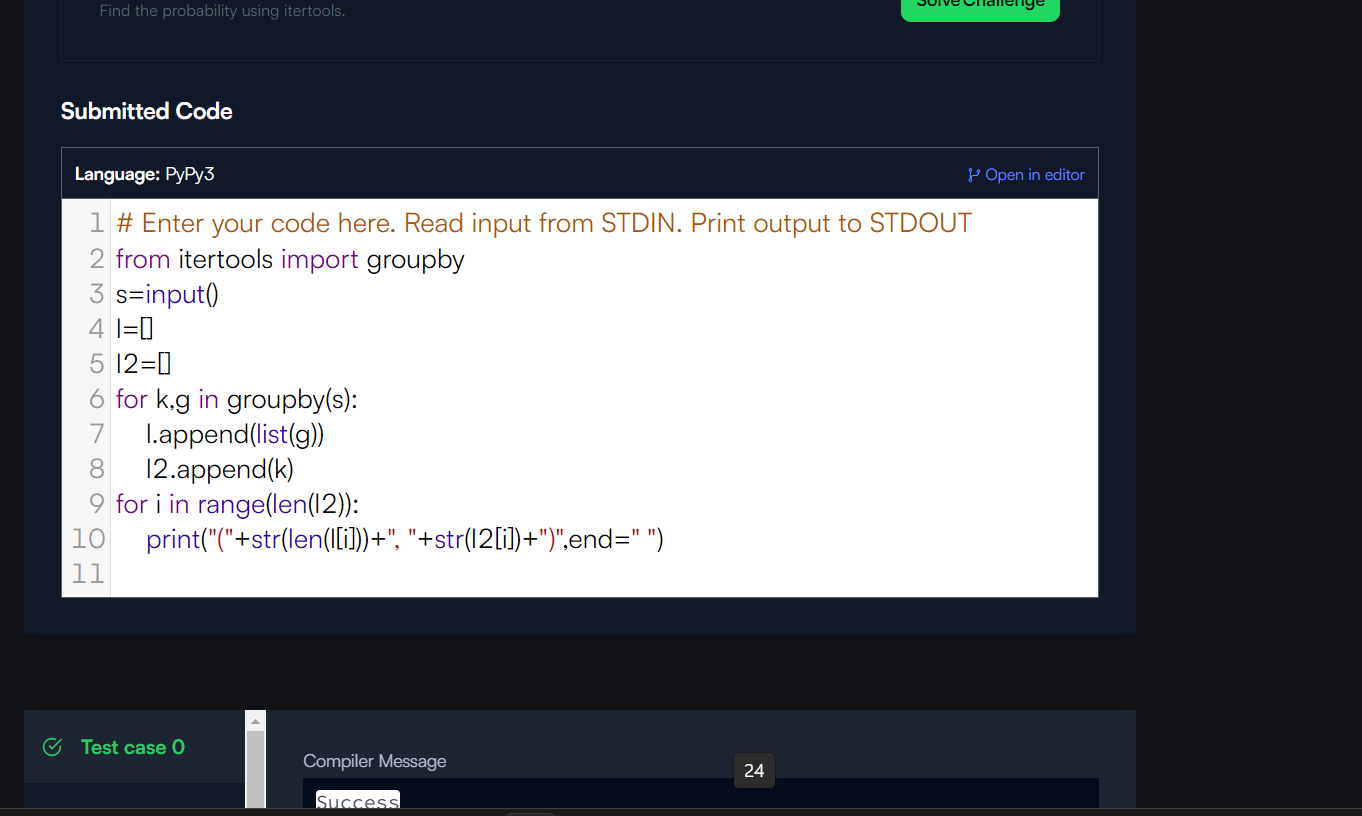 Find the probability using itertools.
Solve Challenge
Submitted Code
Language: PyPy3
Open in editor
1 # Enter your code here. Read input from STDIN. Print output to STDOUT
2 from itertools import groupby
3 s=input()
4 l=[]
5 l2=[]
6 for k,g in groupby(s):
7     l.append(list(g))
8     l2.append(k)
9 for i in range(len(l2)):
10     print("("+str(len(l[i]))+", "+str(l2[i])+")",end=" ")
11
Test case 0
Compiler Message
24
Success